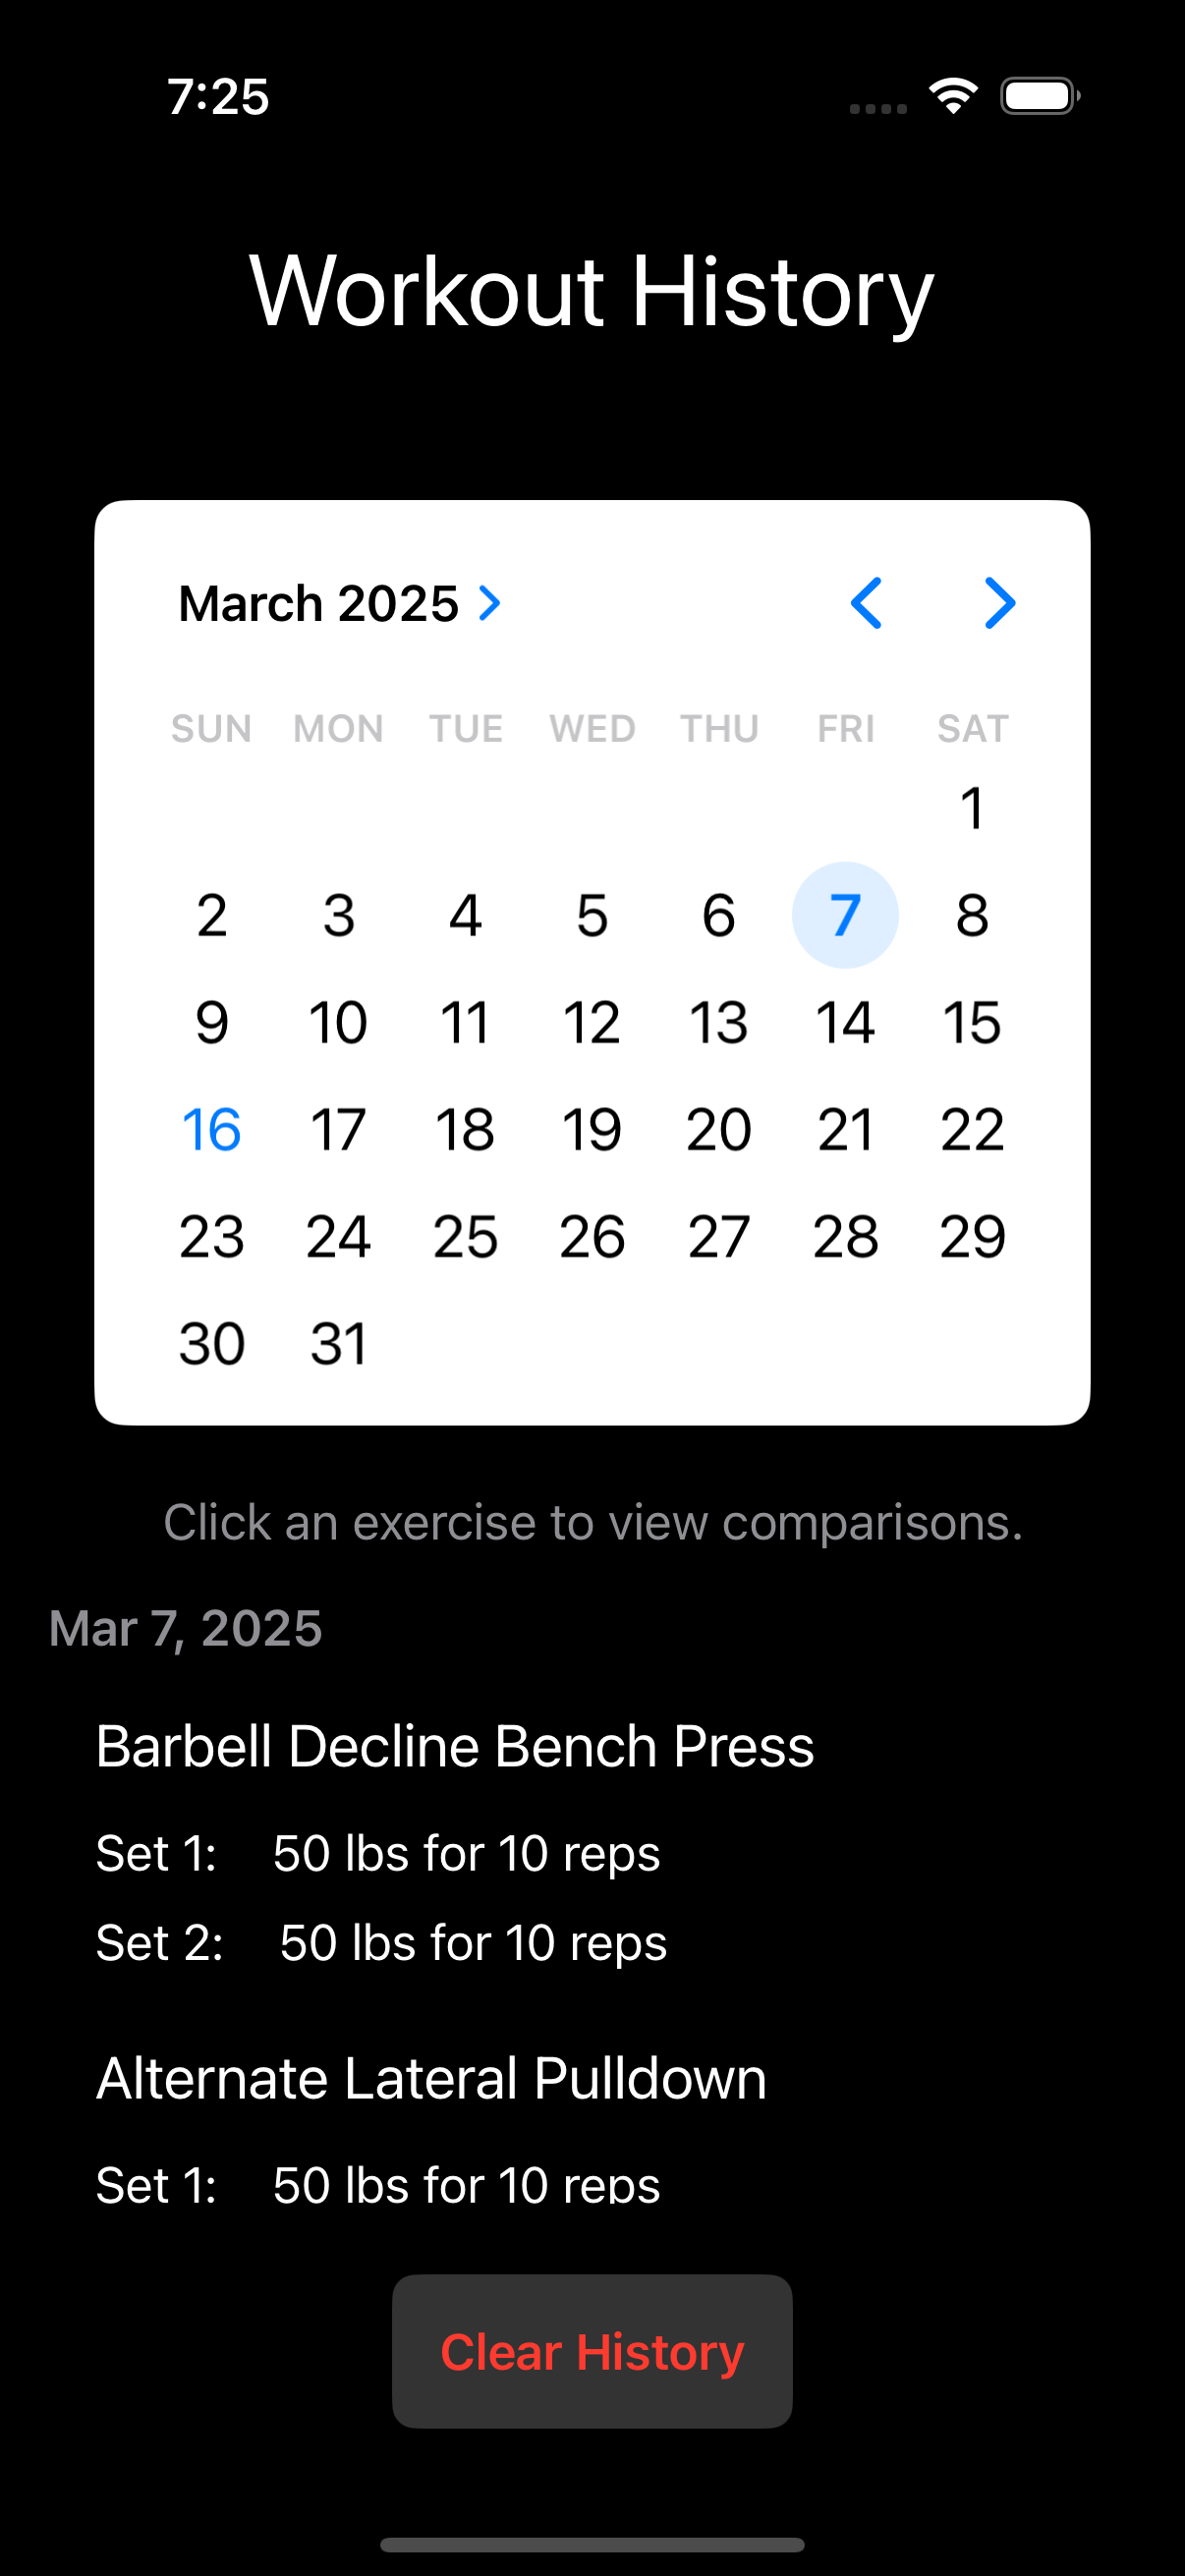 7:25
Workout History
March 2025
SUN MON TUE WED THU FRI SAT
1
2 3 4 5 6 7 8
9 10 11 12 13 14 15
16 17 18 19 20 21 22
23 24 25 26 27 28 29
30 31
Click an exercise to view comparisons.
Mar 7, 2025
Barbell Decline Bench Press
Set 1: 50 lbs for 10 reps
Set 2: 50 lbs for 10 reps
Alternate Lateral Pulldown
Set 1: 50 lbs for 10 reps
Clear History